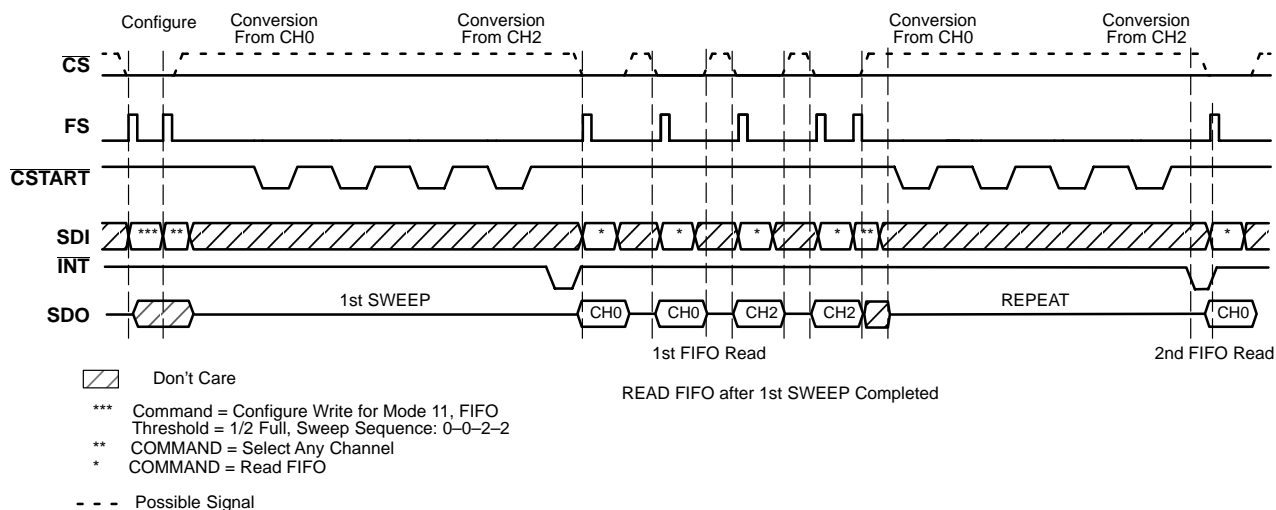 Configure
Conversion
From CH0
Conversion
From CH2
Conversion
From CH0
Conversion
From CH2
CS
FS
CSTART
SDI
*** ** * * * * ** *
INT
1st SWEEP
REPEAT
SDO
CH0 CH0 CH2 CH2 CH0
1st FIFO Read
2nd FIFO Read
Don't Care
READ FIFO after 1st SWEEP Completed
*** Command = Configure Write for Mode 11, FIFO
Threshold = 1/2 Full, Sweep Sequence: 0–0–2–2
** COMMAND = Select Any Channel
* COMMAND = Read FIFO
Possible Signal